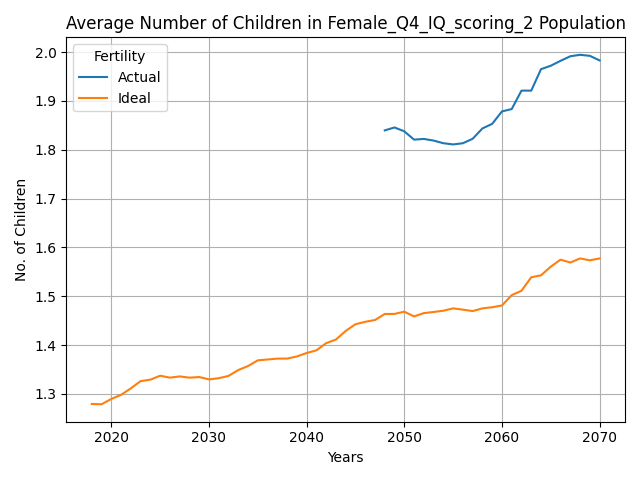 Average Number of Children in Female_Q4_IQ_scoring_2 Population
Fertility
Actual
Ideal
No. of Children
2.0
1.9
1.8
1.7
1.6
1.5
1.4
1.3
2020
2030
2040
2050
2060
2070
Years